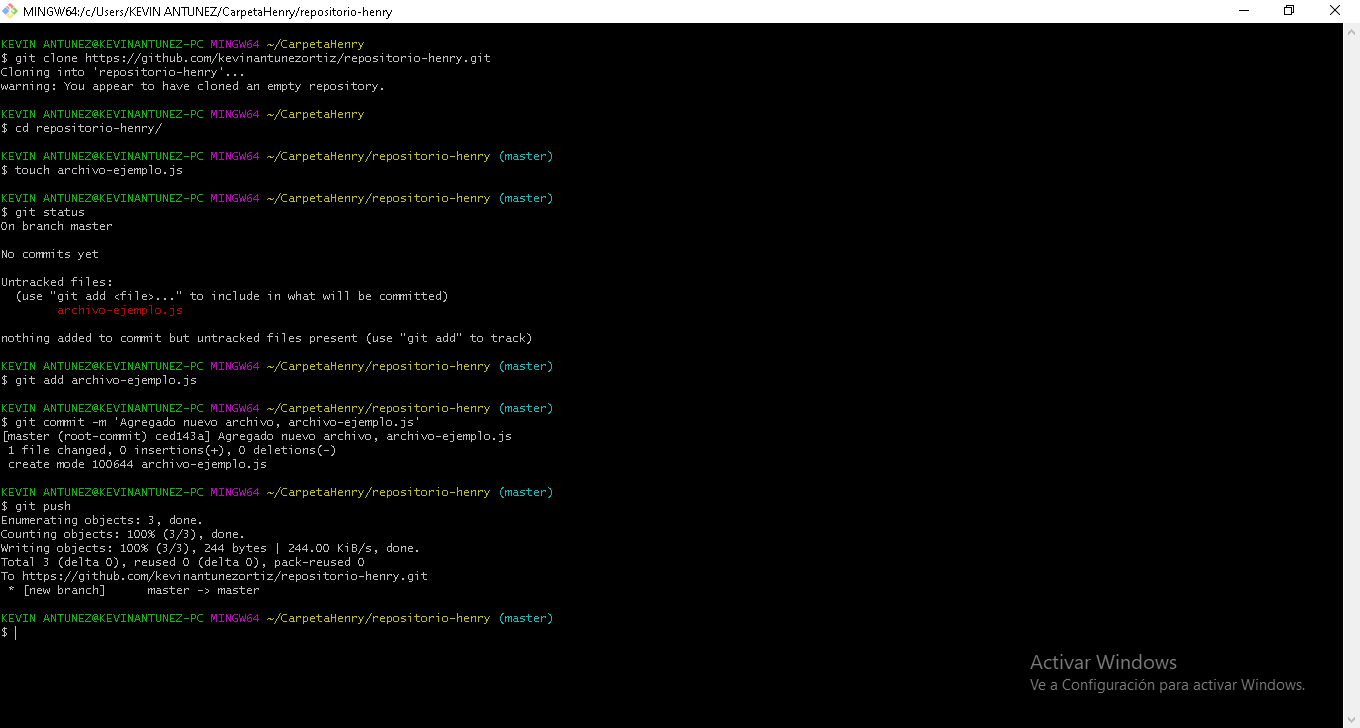 MINGW64:/c/Users/KEVIN ANTUNEZ/CarpetaHenry/repositorio-henry
KEVIN ANTUNEZ@KEVINANTUNEZ-PC MINGW64 ~/CarpetaHenry
$ git clone https://github.com/kevinantunezortiz/repositorio-henry.git
Cloning into 'repositorio-henry'...
warning: You appear to have cloned an empty repository.
KEVIN ANTUNEZ@KEVINANTUNEZ-PC MINGW64 ~/CarpetaHenry
$ cd repositorio-henry/
KEVIN ANTUNEZ@KEVINANTUNEZ-PC MINGW64 ~/CarpetaHenry/repositorio-henry (master)
$ touch archivo-ejemplo.js
KEVIN ANTUNEZ@KEVINANTUNEZ-PC MINGW64 ~/CarpetaHenry/repositorio-henry (master)
$ git status
On branch master
No commits yet
Untracked files:
  (use "git add <file>..." to include in what will be committed)
        archivo-ejemplo.js
nothing added to commit but untracked files present (use "git add" to track)
KEVIN ANTUNEZ@KEVINANTUNEZ-PC MINGW64 ~/CarpetaHenry/repositorio-henry (master)
$ git add archivo-ejemplo.js
KEVIN ANTUNEZ@KEVINANTUNEZ-PC MINGW64 ~/CarpetaHenry/repositorio-henry (master)
$ git commit -m 'Agregado nuevo archivo, archivo-ejemplo.js'
[master (root-commit) ced143a] Agregado nuevo archivo, archivo-ejemplo.js
 1 file changed, 0 insertions(+), 0 deletions(-)
 create mode 100644 archivo-ejemplo.js
KEVIN ANTUNEZ@KEVINANTUNEZ-PC MINGW64 ~/CarpetaHenry/repositorio-henry (master)
$ git push
Enumerating objects: 3, done.
Counting objects: 100% (3/3), done.
Writing objects: 100% (3/3), 244 bytes | 244.00 KiB/s, done.
Total 3 (delta 0), reused 0 (delta 0), pack-reused 0
To https://github.com/kevinantunezortiz/repositorio-henry.git
 * [new branch]      master -> master
KEVIN ANTUNEZ@KEVINANTUNEZ-PC MINGW64 ~/CarpetaHenry/repositorio-henry (master)
$
Activar Windows
Ve a Configuración para activar Windows.